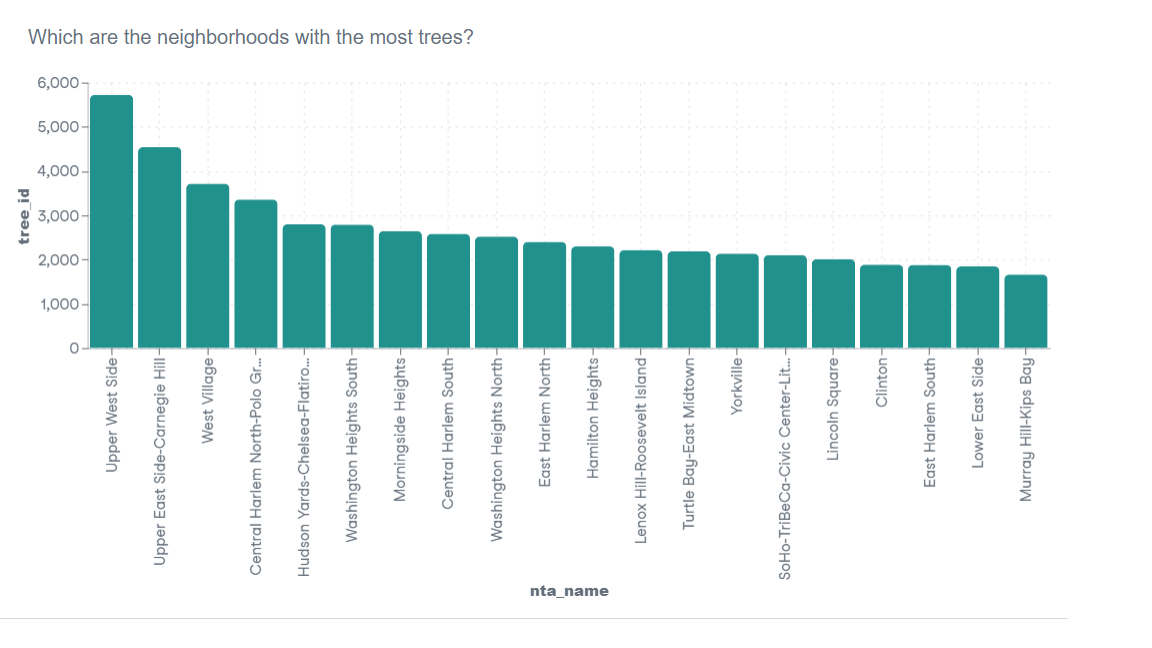 Which are the neighborhoods with the most trees?
6,000
5,000
4,000
3,000
2,000
1,000
0
tree_id
Upper West Side
Upper East Side-Carnegie Hill
West Village
Central Harlem North-Polo Gr...
Hudson Yards-Chelsea-Flatiro...
Washington Heights South
Morningside Heights
Central Harlem South
Washington Heights North
East Harlem North
Hamilton Heights
Lenox Hill-Roosevelt Island
Turtle Bay-East Midtown
Yorkville
SoHo-TriBeCa-Civic Center-Lit...
Lincoln Square
Clinton
East Harlem South
Lower East Side
Murray Hill-Kips Bay
nta_name